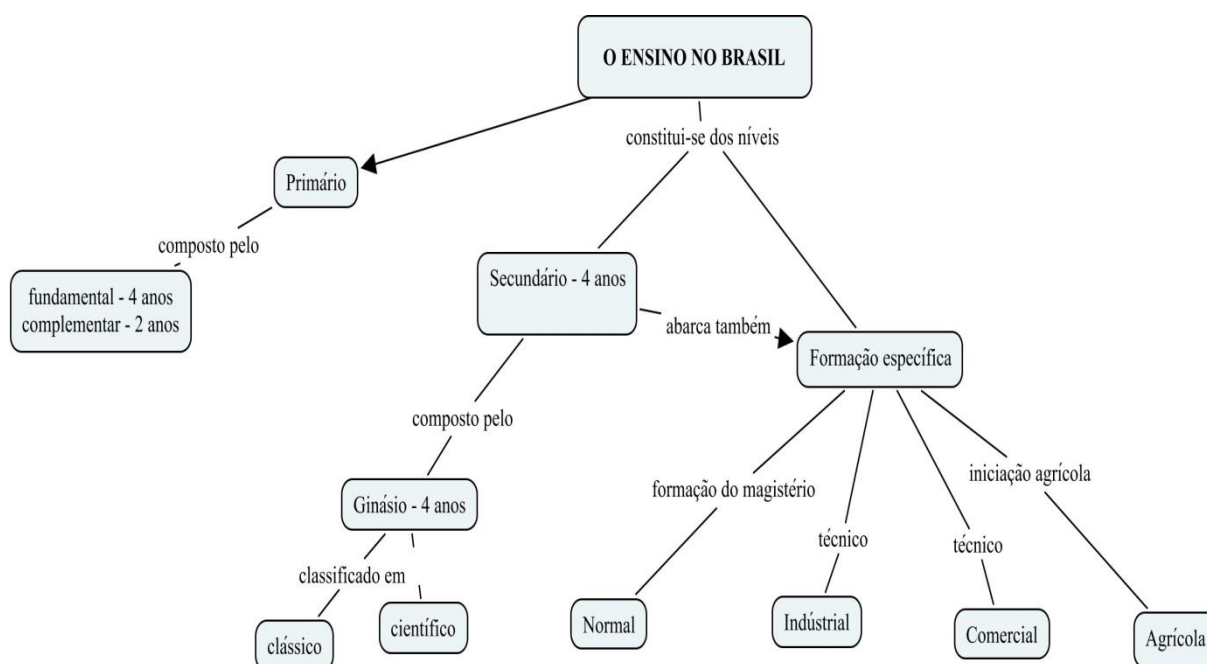 O ENSINO NO BRASIL
constitui-se dos níveis
Primário
composto pelo
fundamental - 4 anos
complementar - 2 anos
Secundário - 4 anos
abarca também
Formação específica
composto pelo
Ginásio - 4 anos
classificado em
clássico
científico
formação do magistério
técnico
técnico
iniciação agrícola
Normal
Indústrial
Comercial
Agrícola